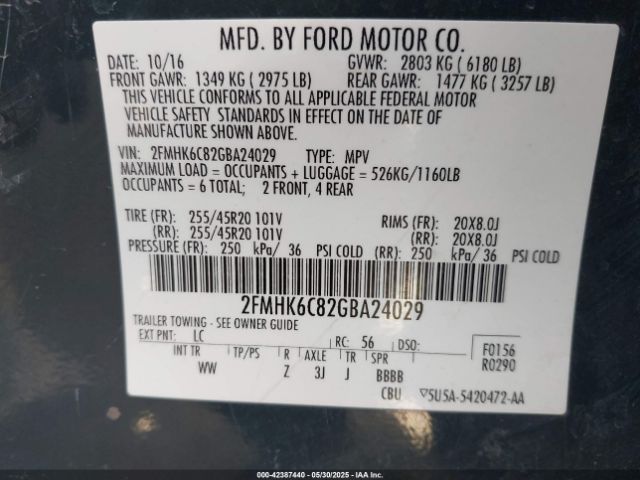 MFD. BY FORD MOTOR CO.
DATE: 10/16 GVWR: 2803 KG ( 6180 LB)
FRONT GAWR: 1349 KG ( 2975 LB) REAR GAWR: 1477 KG ( 3257 LB)
THIS VEHICLE CONFORMS TO ALL APPLICABLE FEDERAL MOTOR
VEHICLE SAFETY STANDARDS IN EFFECT ON THE DATE OF
MANUFACTURE SHOWN ABOVE.
VIN: 2FMHK6C82GBA24029 TYPE: MPV
MAXIMUM LOAD = OCCUPANTS + LUGGAGE = 526KG/1160LB
OCCUPANTS = 6 TOTAL; 2 FRONT, 4 REAR
TIRE (FR): 255/45R20 101V RIMS (FR): 20X8.0J
(RR): 255/45R20 101V (RR): 20X8.0J
PRESSURE (FR): 250 kPa/ 36 PSI COLD (RR): 250 kPa/ 36 PSI COLD
2FMHK6C82GBA24029
TRAILER TOWING - SEE OWNER GUIDE
EXT PNT: LC RC: 56 DSO: F0156
INT TR TP/PS R AXLE TR SPR R0290
WW Z 3J J BBBB
CBU ▽5U5A-5420472-AA
000-42387440 - 05/30/2025 - IAAI.com